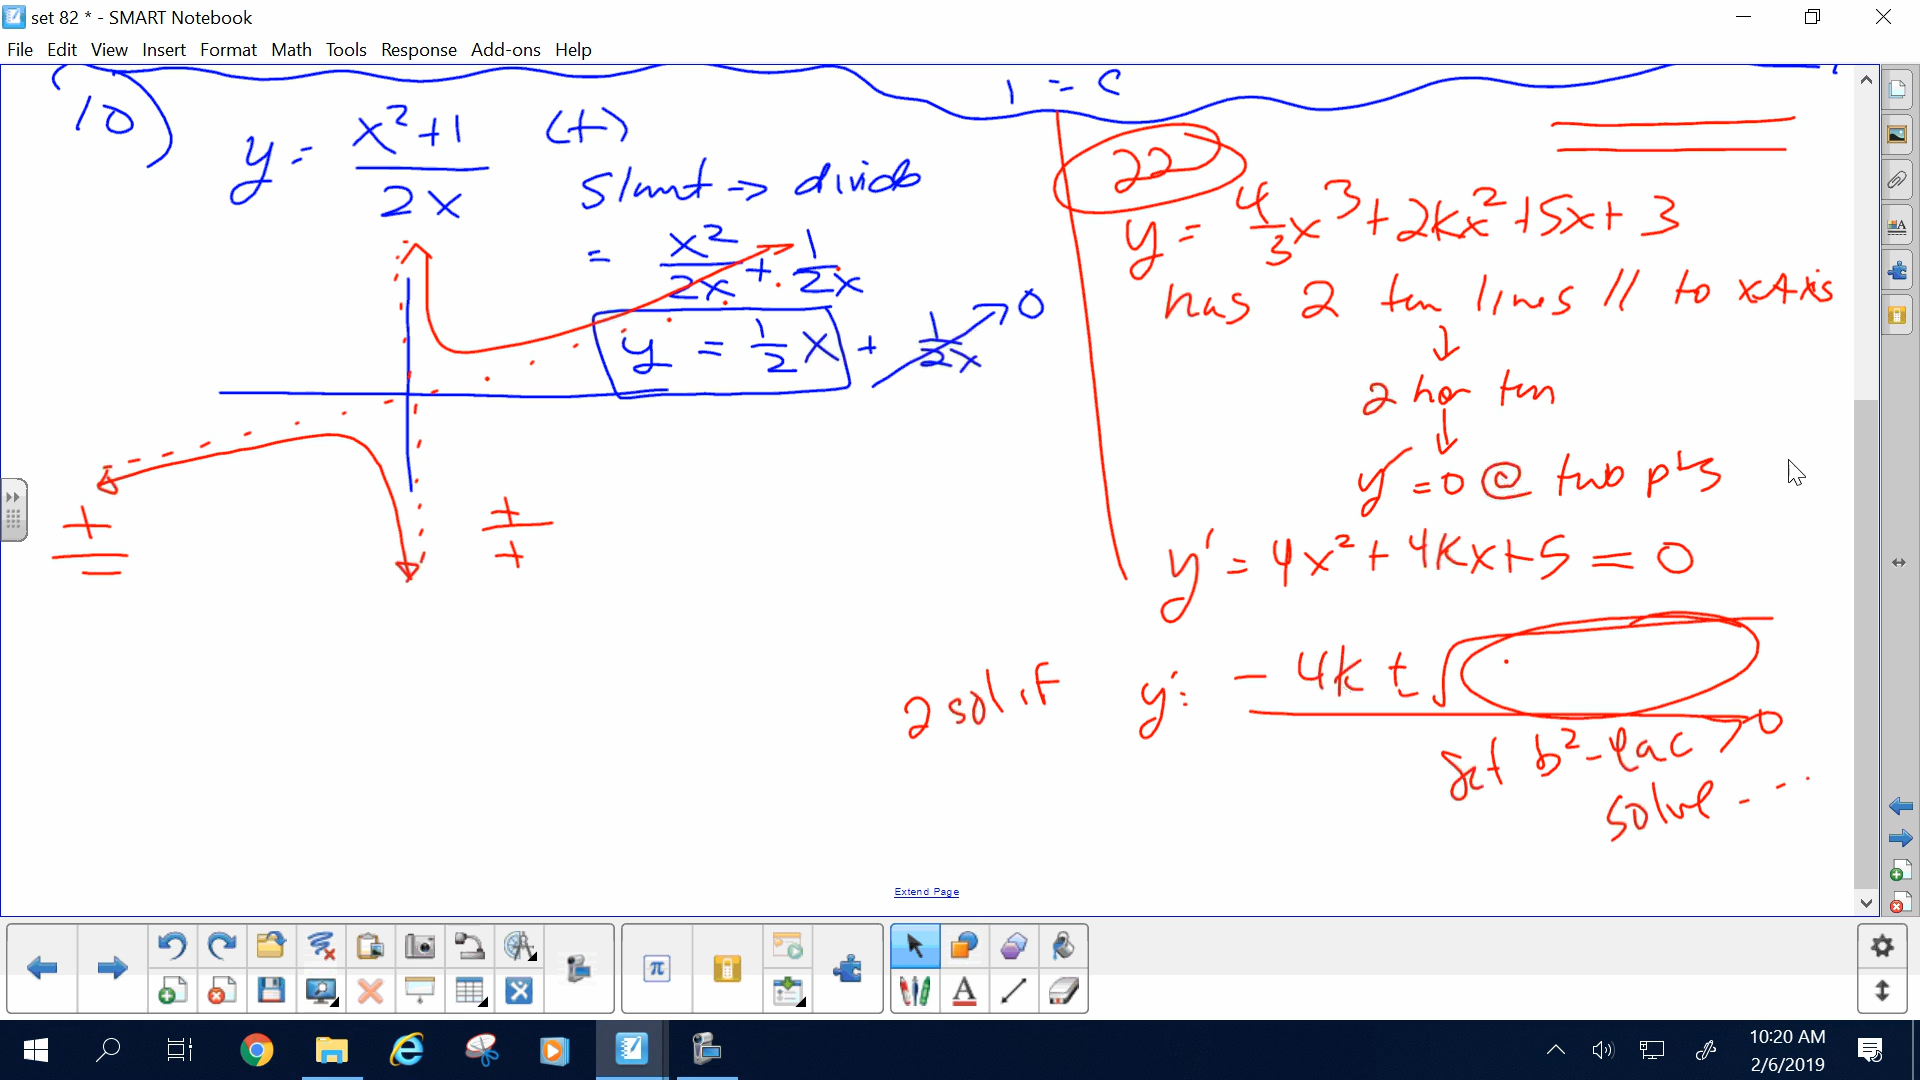 set 82 * - SMART Notebook
File Edit View Insert Format Math Tools Response Add-ons Help
1 = c
10)
y = x²+1 / 2x (+)
slant -> divide
= x²/2x + 1/2x
y = 1/2 x + 1/2x → 0
+ / -
+ / +
22
y = 4/3 x³ + 2kx² + 5x + 3
has 2 tan lines // to x Axis
↓
2 hor tan
↓
y' = 0 @ two pts
y' = 4x² + 4kx + 5 = 0
2 sol if y': - 4k ± √
set b²-4ac > 0
solve ...
Extend Page
π
A
10:20 AM
2/6/2019